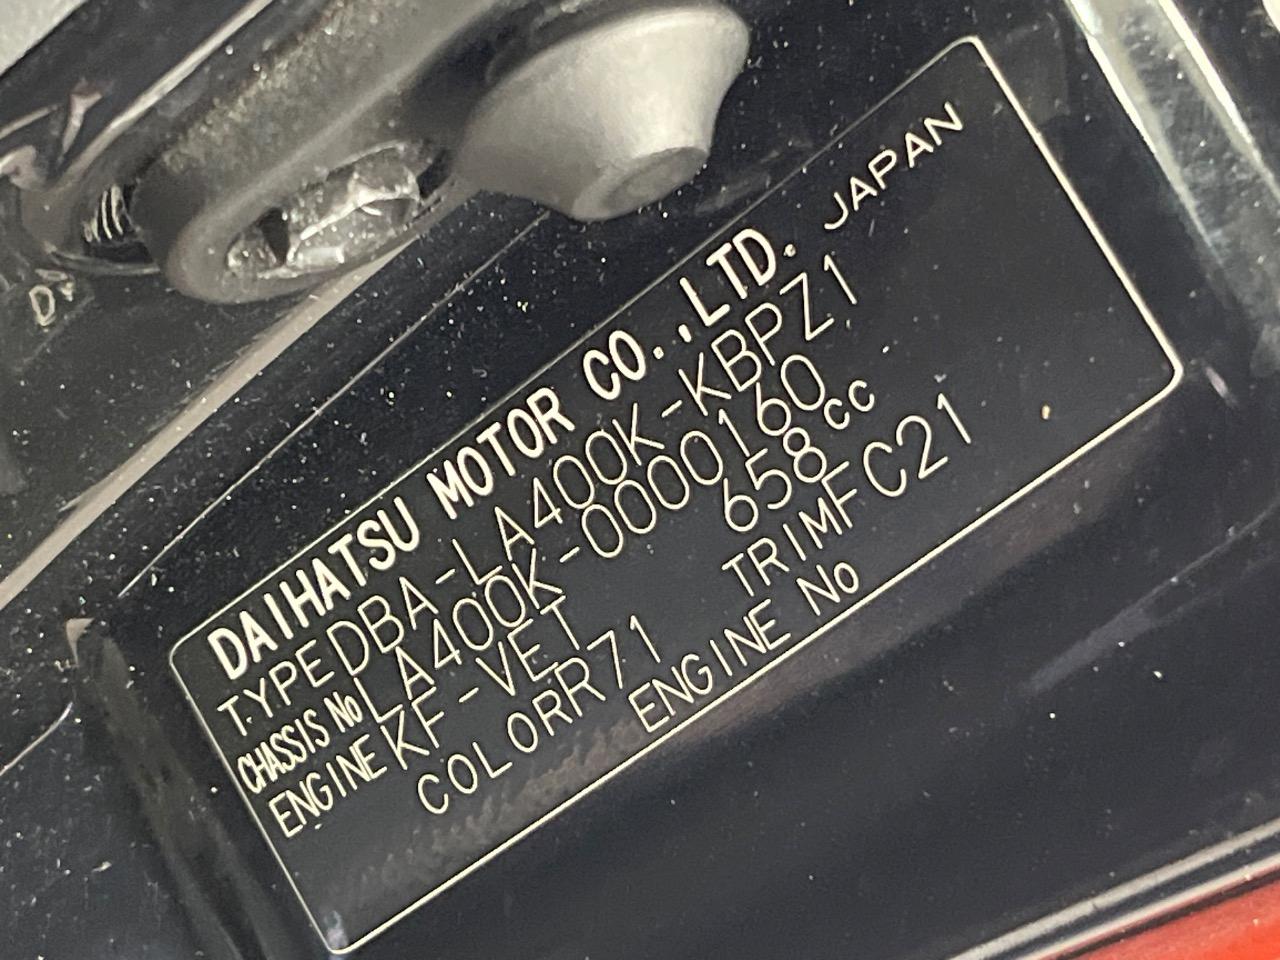 DAIHATSU MOTOR CO.,LTD. JAPAN
TYPE DBA-LA400K-KBPZ1
CHASSIS No LA400K-0000160
ENGINE KF-VET 658cc
COLOR R71 TRIM FC21
ENGINE No